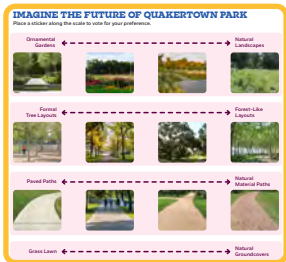 IMAGINE THE FUTURE OF QUAKERTOWN PARK
Place a sticker along the scale to vote for your preference.
Ornamental Gardens
Natural Landscapes
Formal Tree Layouts
Forest-Like Layouts
Paved Paths
Natural Material Paths
Grass Lawn
Natural Groundcovers